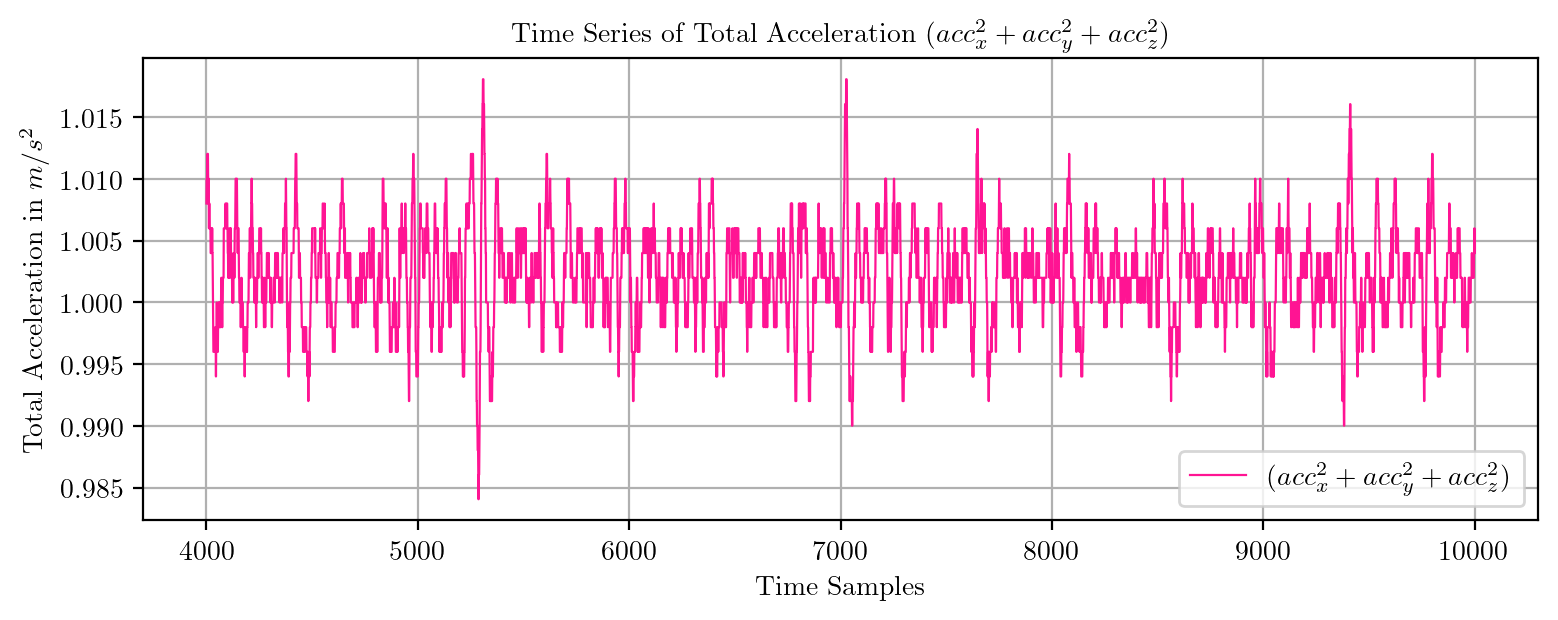 Time Series of Total Acceleration $(acc_x^2 + acc_y^2 + acc_z^2)$
Total Acceleration in $m/s^2$
1.015
1.010
1.005
1.000
0.995
0.990
0.985
$(acc_x^2 + acc_y^2 + acc_z^2)$
4000 5000 6000 7000 8000 9000 10000
Time Samples